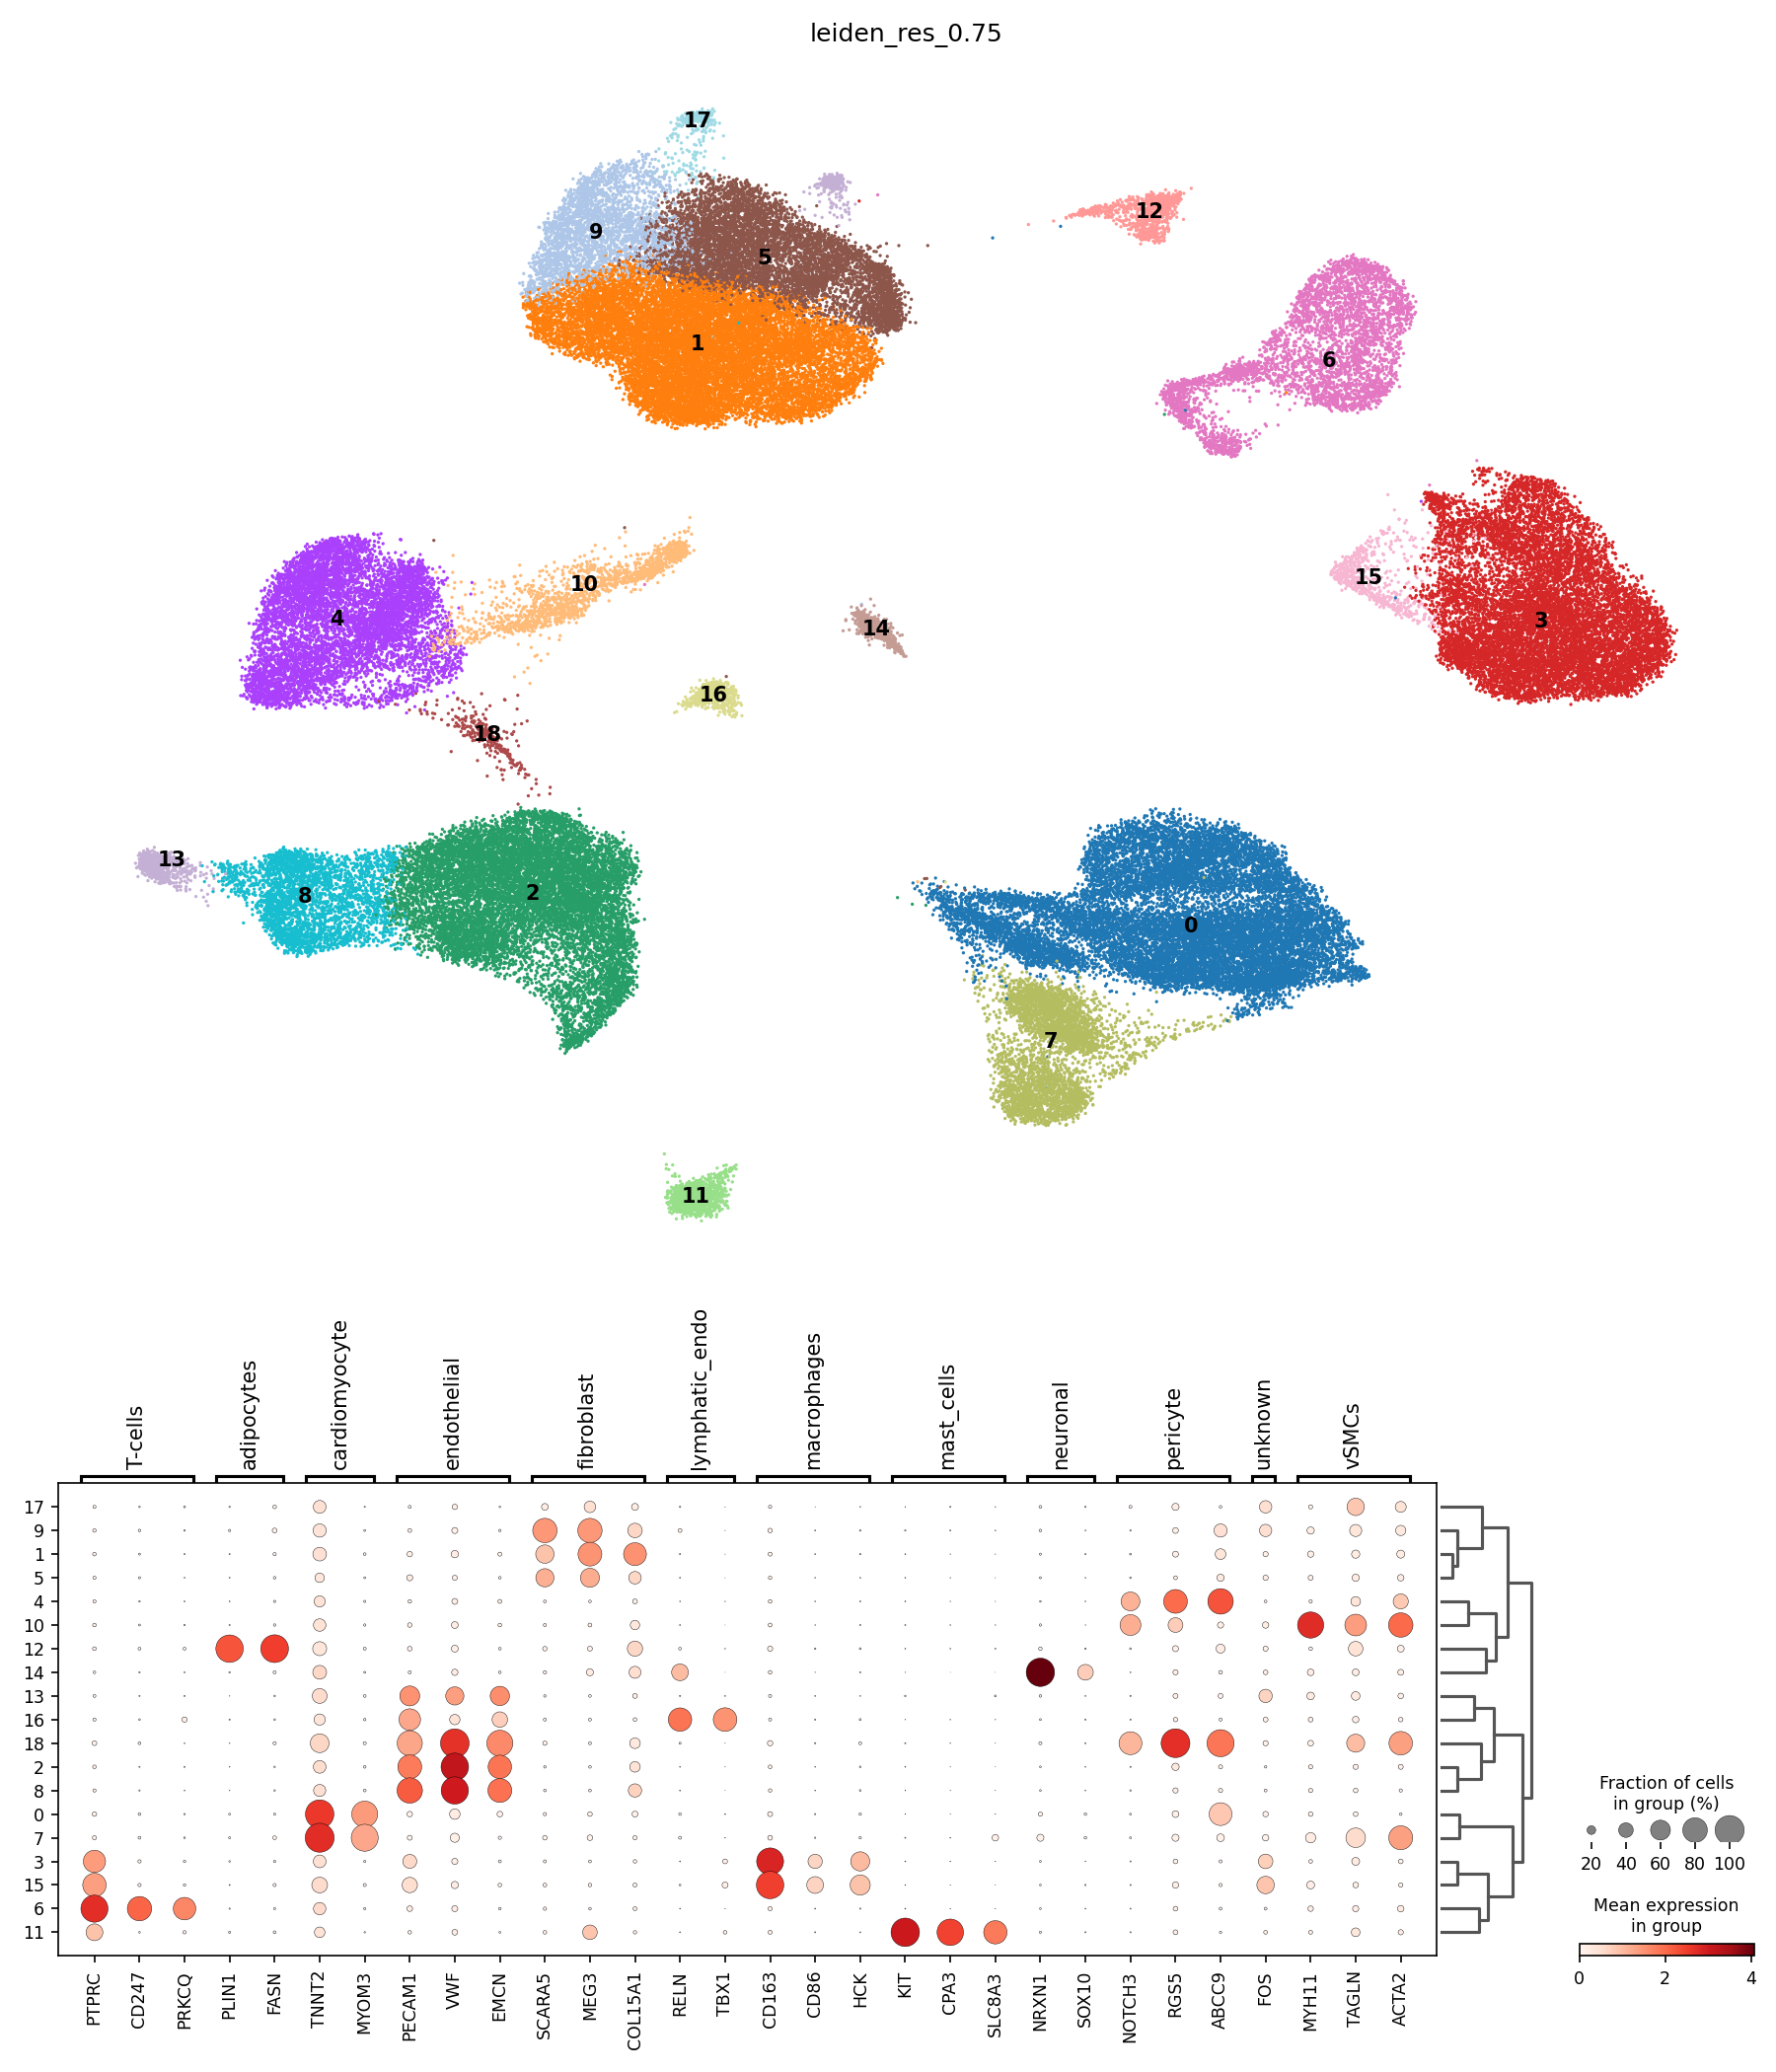 leiden_res_0.75
17
9
5
12
1
6
10
4
15
3
14
16
18
13
8
2
0
7
11
T-cells
adipocytes
cardiomyocyte
endothelial
fibroblast
lymphatic_endo
macrophages
mast_cells
neuronal
pericyte
unknown
vSMCs
17
9
1
5
4
10
12
14
13
16
18
2
8
0
7
3
15
6
11
PTPRC
CD247
PRKCQ
PLIN1
FASN
TNNT2
MYOM3
PECAM1
VWF
EMCN
SCARA5
MEG3
COL15A1
RELN
TBX1
CD163
CD86
HCK
KIT
CPA3
SLC8A3
NRXN1
SOX10
NOTCH3
RGS5
ABCC9
FOS
MYH11
TAGLN
ACTA2
Fraction of cells
in group (%)
20 40 60 80 100
Mean expression
in group
0 2 4